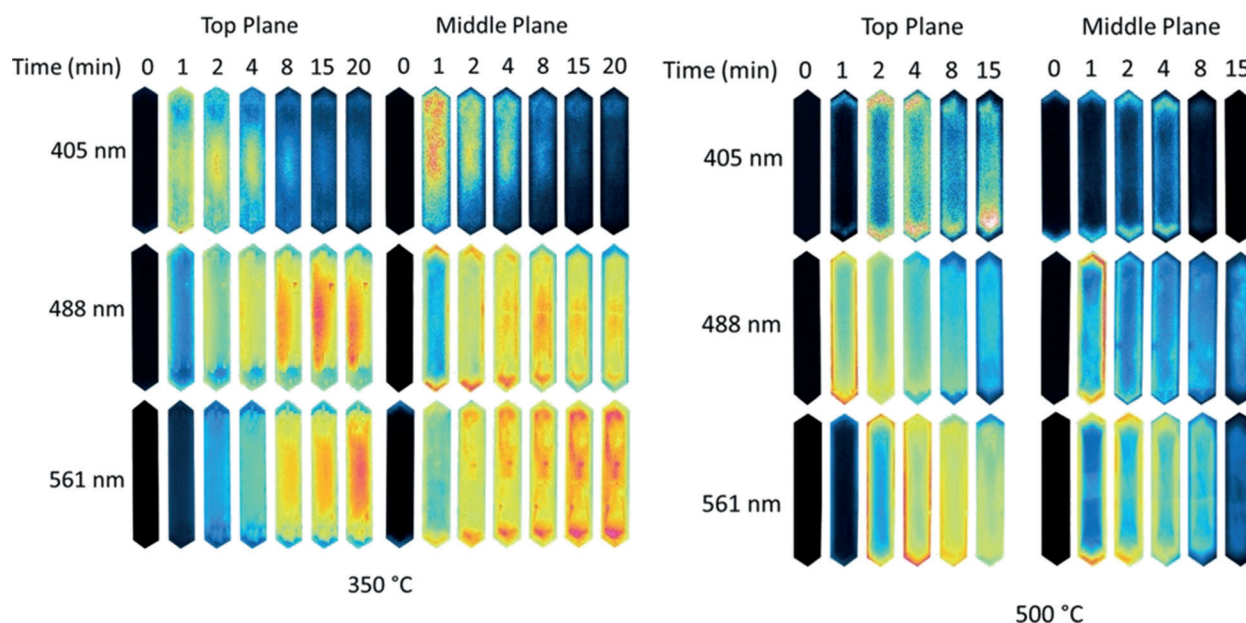 Top Plane Middle Plane
Time (min) 0 1 2 4 8 15 20 0 1 2 4 8 15 20
405 nm
488 nm
561 nm
350 °C
Top Plane Middle Plane
Time (min) 0 1 2 4 8 15 0 1 2 4 8 15
405 nm
488 nm
561 nm
500 °C